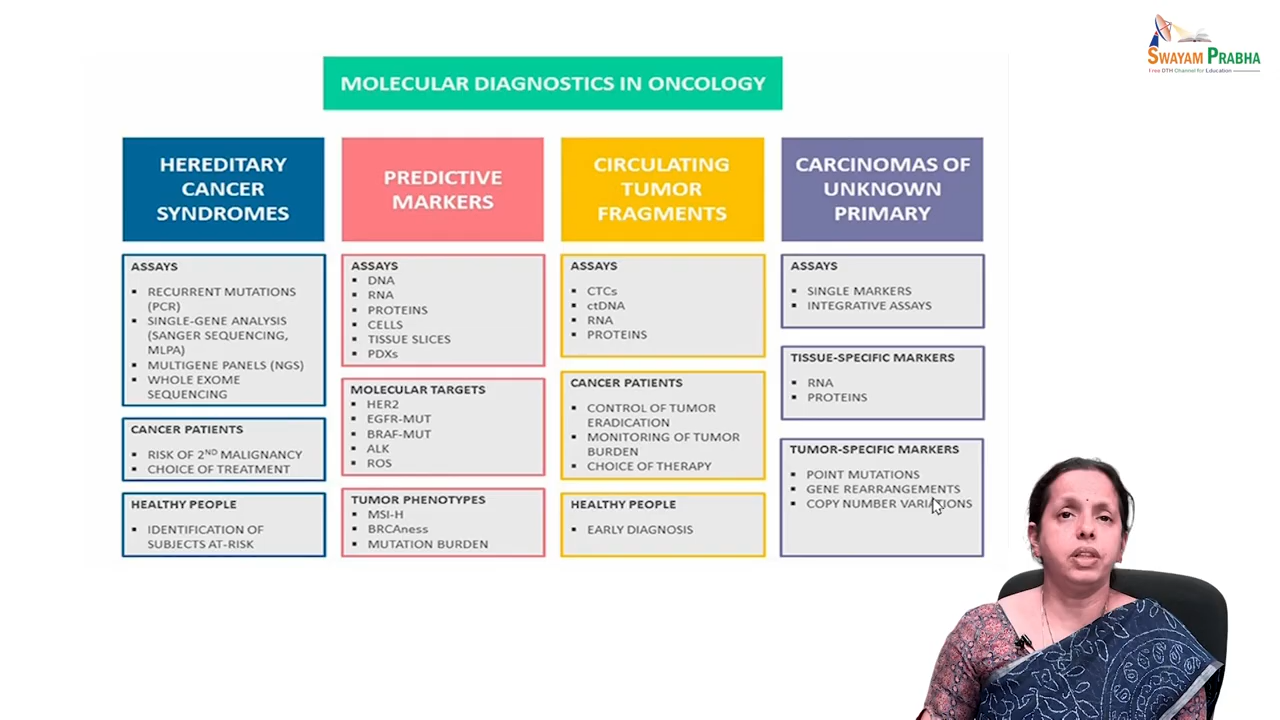 SWAYAM PRABHA
Free DTH Channel for Education
MOLECULAR DIAGNOSTICS IN ONCOLOGY
HEREDITARY
CANCER
SYNDROMES
ASSAYS
▪ RECURRENT MUTATIONS
(PCR)
▪ SINGLE-GENE ANALYSIS
(SANGER SEQUENCING,
MLPA)
▪ MULTIGENE PANELS (NGS)
▪ WHOLE EXOME
SEQUENCING
CANCER PATIENTS
▪ RISK OF 2ND MALIGNANCY
▪ CHOICE OF TREATMENT
HEALTHY PEOPLE
▪ IDENTIFICATION OF
SUBJECTS AT-RISK
PREDICTIVE
MARKERS
ASSAYS
▪ DNA
▪ RNA
▪ PROTEINS
▪ CELLS
▪ TISSUE SLICES
▪ PDXs
MOLECULAR TARGETS
▪ HER2
▪ EGFR-MUT
▪ BRAF-MUT
▪ ALK
▪ ROS
TUMOR PHENOTYPES
▪ MSI-H
▪ BRCAness
▪ MUTATION BURDEN
CIRCULATING
TUMOR
FRAGMENTS
ASSAYS
▪ CTCs
▪ ctDNA
▪ RNA
▪ PROTEINS
CANCER PATIENTS
▪ CONTROL OF TUMOR
ERADICATION
▪ MONITORING OF TUMOR
BURDEN
▪ CHOICE OF THERAPY
HEALTHY PEOPLE
▪ EARLY DIAGNOSIS
CARCINOMAS OF
UNKNOWN
PRIMARY
ASSAYS
▪ SINGLE MARKERS
▪ INTEGRATIVE ASSAYS
TISSUE-SPECIFIC MARKERS
▪ RNA
▪ PROTEINS
TUMOR-SPECIFIC MARKERS
▪ POINT MUTATIONS
▪ GENE REARRANGEMENTS
▪ COPY NUMBER VARIATIONS